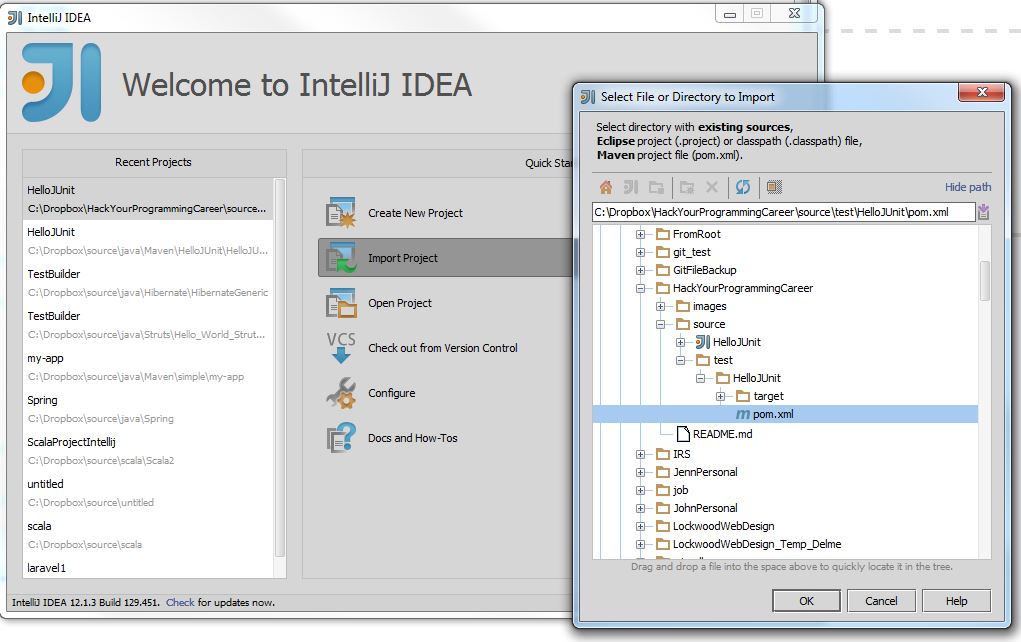 IntelliJ IDEA
Welcome to IntelliJ IDEA
Recent Projects
HelloJUnit
C:\Dropbox\HackYourProgrammingCareer\source...
HelloJUnit
C:\Dropbox\source\java\Maven\HelloJUnit\HelloJU...
TestBuilder
C:\Dropbox\source\java\Hibernate\HibernateGeneric
TestBuilder
C:\Dropbox\source\java\Struts\Hello_World_Strut...
my-app
C:\Dropbox\source\java\Maven\simple\my-app
Spring
C:\Dropbox\source\java\Spring
ScalaProjectIntellij
C:\Dropbox\source\scala\Scala2
untitled
C:\Dropbox\source\untitled
scala
C:\Dropbox\source\scala
laravel1
Quick Star
Create New Project
Import Project
Open Project
VCS
Check out from Version Control
Configure
Docs and How-Tos
IntelliJ IDEA 12.1.3 Build 129.451. Check for updates now.
Select File or Directory to Import
Select directory with existing sources,
Eclipse project (.project) or classpath (.classpath) file,
Maven project file (pom.xml).
Hide path
C:\Dropbox\HackYourProgrammingCareer\source\test\HelloJUnit\pom.xml
FromRoot
git_test
GitFileBackup
HackYourProgrammingCareer
images
source
HelloJUnit
test
HelloJUnit
target
pom.xml
README.md
IRS
JennPersonal
job
JohnPersonal
LockwoodWebDesign
LockwoodWebDesign_Temp_Delme
Drag and drop a file into the space above to quickly locate it in the tree.
OK
Cancel
Help